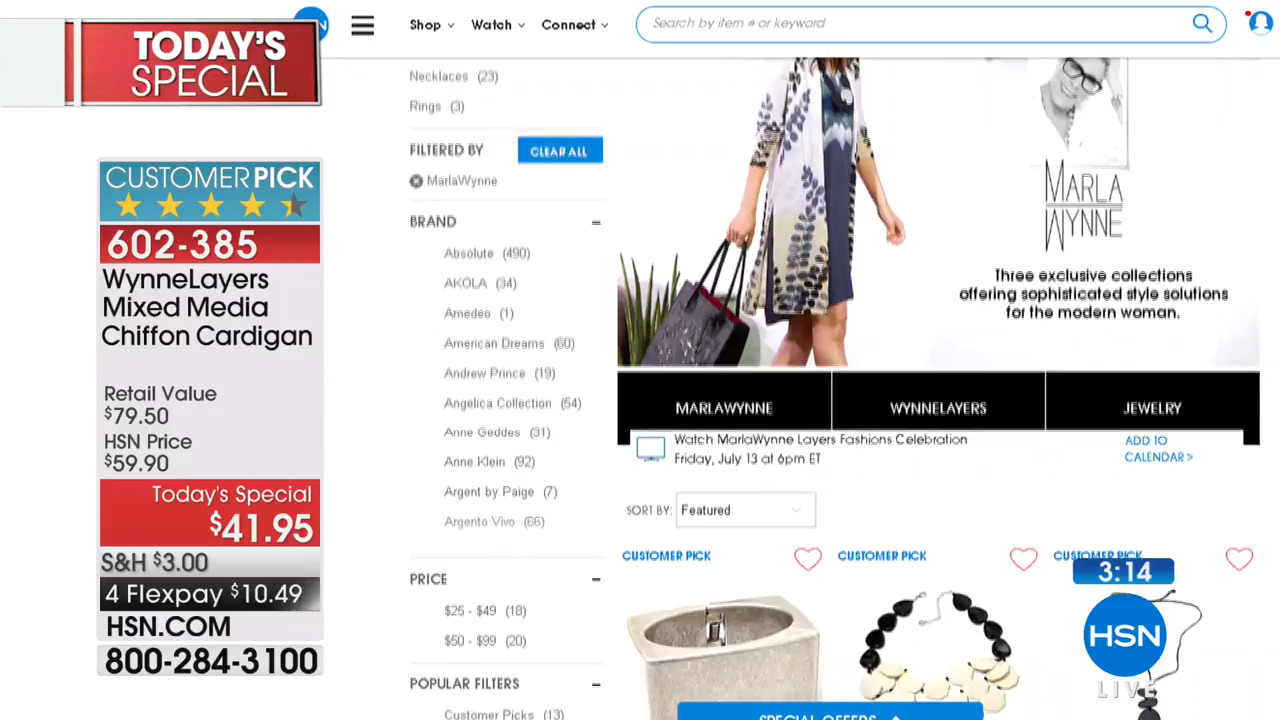 TODAY'S
SPECIAL
CUSTOMER PICK
602-385
WynneLayers
Mixed Media
Chiffon Cardigan
Retail Value
$79.50
HSN Price
$59.90
Today's Special
$41.95
S&H $3.00
4 Flexpay $10.49
HSN.COM
800-284-3100
Shop
Watch
Connect
Search by item # or keyword
Necklaces (23)
Rings (3)
FILTERED BY
CLEAR ALL
MarlaWynne
BRAND
Absolute (490)
AKOLA (34)
Amedeo (1)
American Dreams (60)
Andrew Prince (19)
Angelica Collection (54)
Anne Geddes (31)
Anne Klein (92)
Argent by Paige (7)
Argento Vivo (66)
PRICE
$25 - $49 (18)
$50 - $99 (20)
POPULAR FILTERS
Customer Picks (13)
MARLA
WYNNE
Three exclusive collections
offering sophisticated style solutions
for the modern woman.
MARLAWYNNE
WYNNELAYERS
JEWELRY
Watch MarlaWynne Layers Fashions Celebration
Friday, July 13 at 6pm ET
ADD TO
CALENDAR >
SORT BY: Featured
CUSTOMER PICK
CUSTOMER PICK
CUSTOMER PICK
3:14
HSN
LIVE
SPECIAL OFFERS